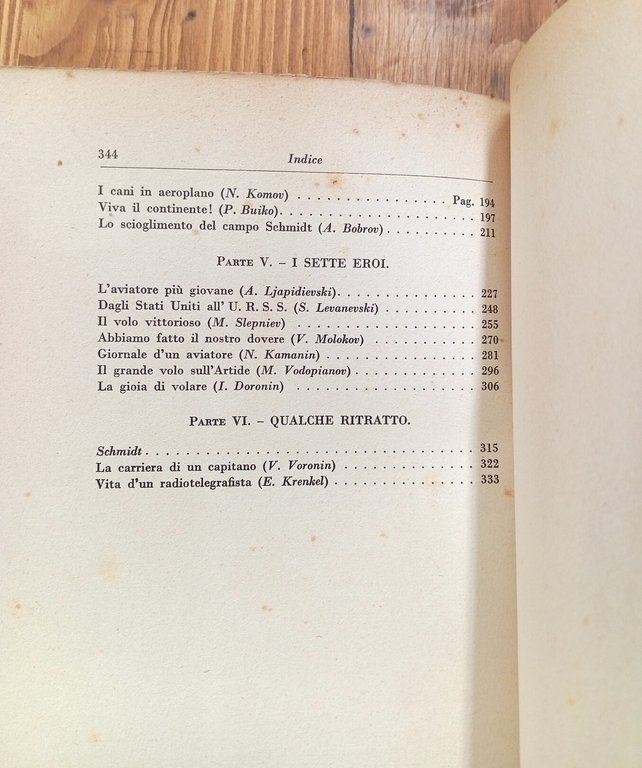 344
Indice
I cani in aeroplano (N. Komov) . . . . . . . . . . . . . . . . Pag. 194
Viva il continente! (P. Buiko). . . . . . . . . . . . . . . . . . . . . . 197
Lo scioglimento del campo Schmidt (A. Bobrov) . . . . . . . . . . 211
PARTE V. – I SETTE EROI.
L'aviatore più giovane (A. Ljapidievski). . . . . . . . . . . . . . . . 227
Dagli Stati Uniti all' U. R. S. S. (S. Levanevski) . . . . . . . . . . . 248
Il volo vittorioso (M. Slepniev) . . . . . . . . . . . . . . . . . . . . . 255
Abbiamo fatto il nostro dovere (V. Molokov) . . . . . . . . . . . . 270
Giornale d'un aviatore (N. Kamanin) . . . . . . . . . . . . . . . . . 281
Il grande volo sull'Artide (M. Vodopianov) . . . . . . . . . . . . . . 296
La gioia di volare (I. Doronin) . . . . . . . . . . . . . . . . . . . . . 306
PARTE VI. – QUALCHE RITRATTO.
Schmidt . . . . . . . . . . . . . . . . . . . . . . . . . . . . . . . . . 315
La carriera di un capitano (V. Voronin) . . . . . . . . . . . . . . . 322
Vita d'un radiotelegrafista (E. Krenkel) . . . . . . . . . . . . . . . . 333